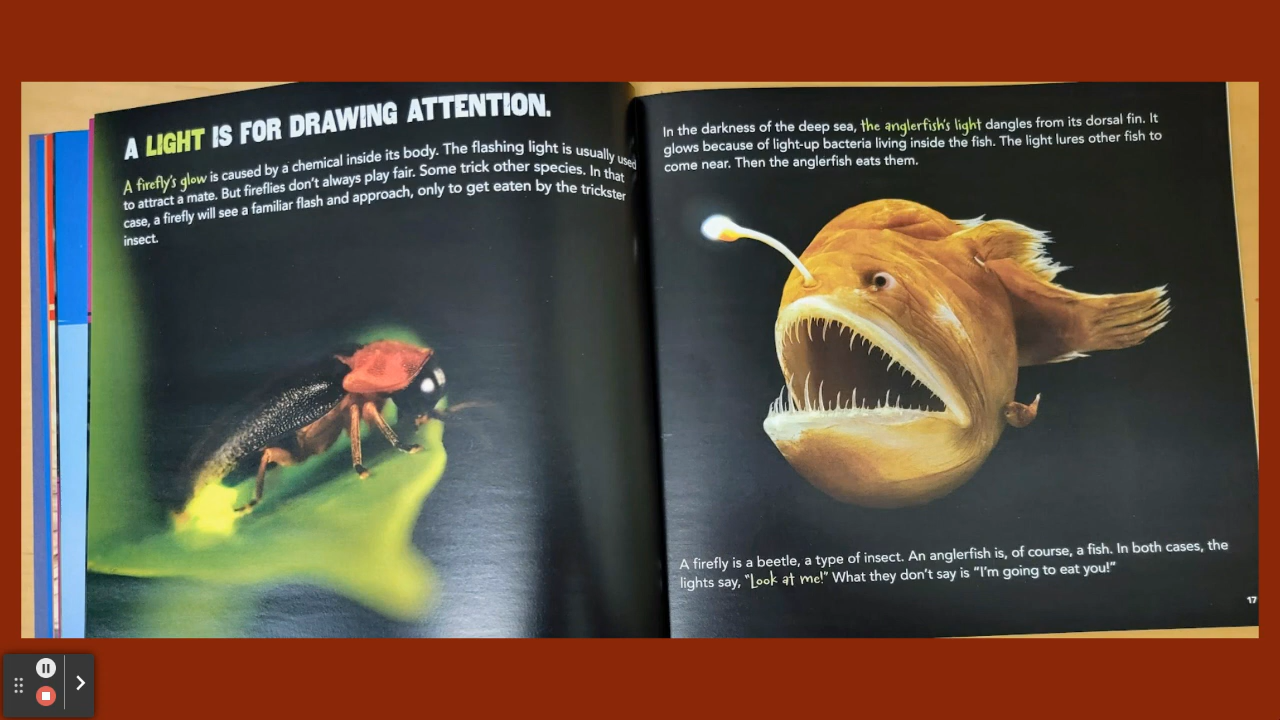 A LIGHT IS FOR DRAWING ATTENTION.
A firefly's glow is caused by a chemical inside its body. The flashing light is usually used
to attract a mate. But fireflies don't always play fair. Some trick other species. In that
case, a firefly will see a familiar flash and approach, only to get eaten by the trickster
insect.
In the darkness of the deep sea, the anglerfish's light dangles from its dorsal fin. It
glows because of light-up bacteria living inside the fish. The light lures other fish to
come near. Then the anglerfish eats them.
A firefly is a beetle, a type of insect. An anglerfish is, of course, a fish. In both cases, the
lights say, "Look at me!" What they don't say is "I'm going to eat you!"
17